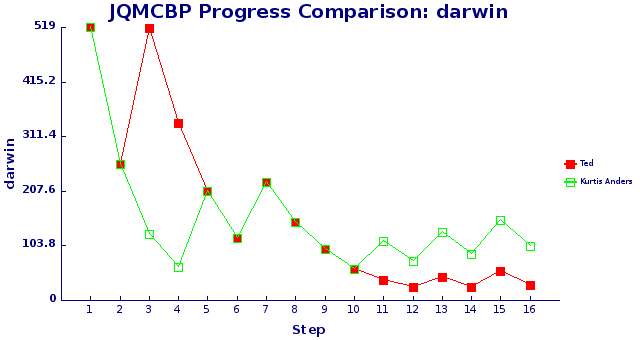 JQMCBP Progress Comparison: darwin
519
415.2
311.4
207.6
103.8
0
darwin
1 2 3 4 5 6 7 8 9 10 11 12 13 14 15 16
Step
Ted
Kurtis Anders